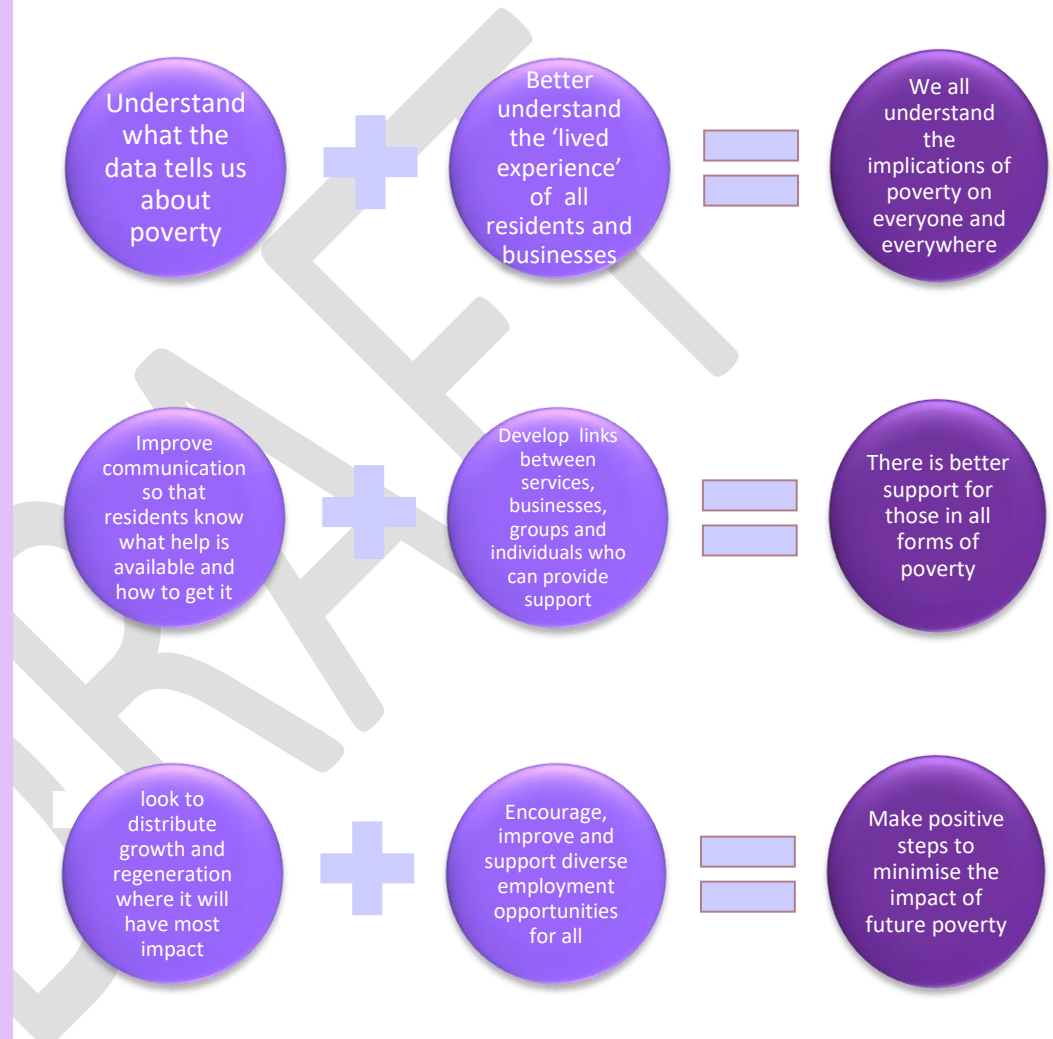 Understand
what the
data tells us
about
poverty
Better
understand
the ‘lived
experience’
of all
residents and
businesses
We all
understand
the
implications of
poverty on
everyone and
everywhere
Improve
communication
so that
residents know
what help is
available and
how to get it
Develop links
between
services,
businesses,
groups and
individuals who
can provide
support
There is better
support for
those in all
forms of
poverty
look to
distribute
growth and
regeneration
where it will
have most
impact
Encourage,
improve and
support diverse
employment
opportunities
for all
Make positive
steps to
minimise the
impact of
future poverty
DRAFT